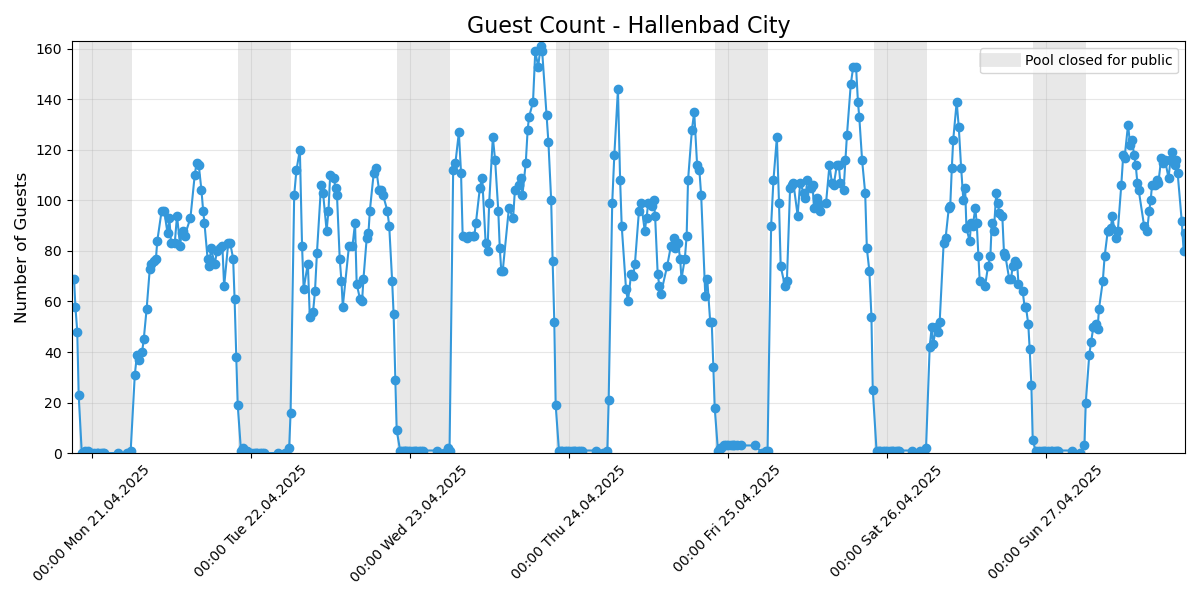 Guest Count - Hallenbad City
Pool closed for public
Number of Guests
160
140
120
100
80
60
40
20
0
00:00 Mon 21.04.2025
00:00 Tue 22.04.2025
00:00 Wed 23.04.2025
00:00 Thu 24.04.2025
00:00 Fri 25.04.2025
00:00 Sat 26.04.2025
00:00 Sun 27.04.2025